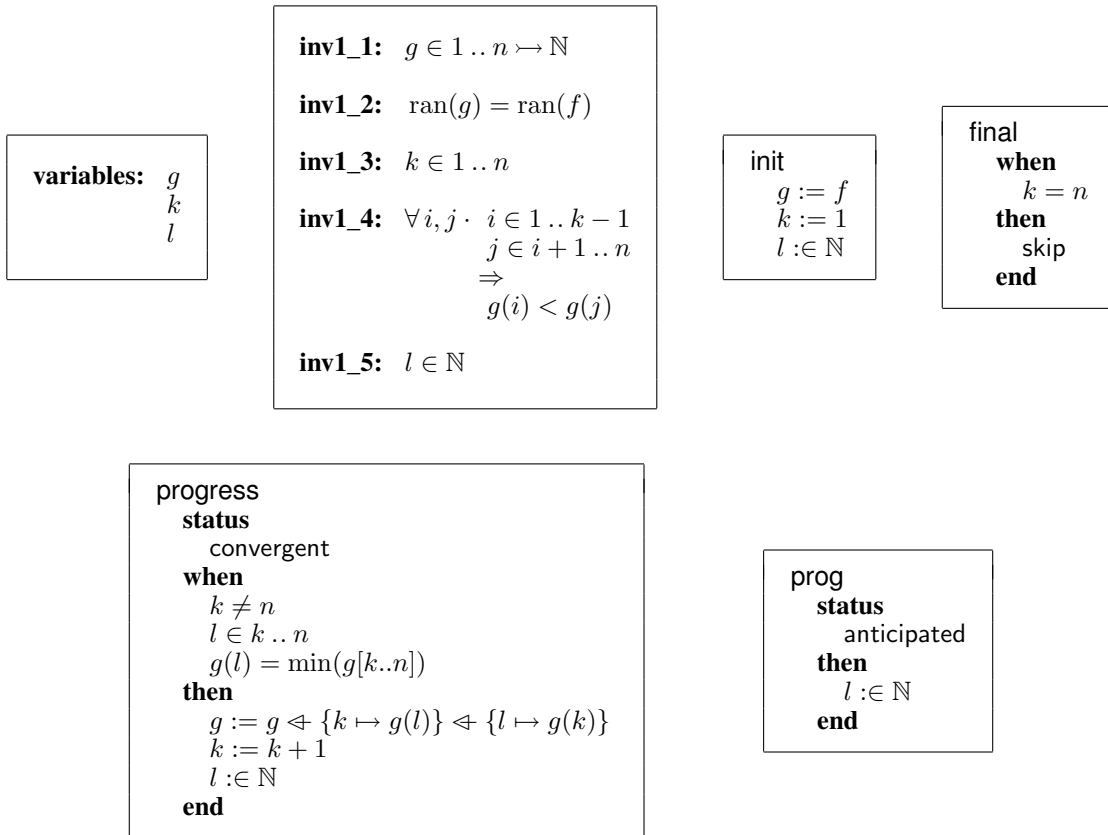 variables: g
k
l
inv1_1: g ∈ 1 .. n ↣ ℕ
inv1_2: ran(g) = ran(f)
inv1_3: k ∈ 1 .. n
inv1_4: ∀ i, j · i ∈ 1 .. k − 1
j ∈ i + 1 .. n
⇒
g(i) < g(j)
inv1_5: l ∈ ℕ
init
g := f
k := 1
l :∈ ℕ
final
when
k = n
then
skip
end
progress
status
convergent
when
k ≠ n
l ∈ k .. n
g(l) = min(g[k..n])
then
g := g <+ {k ↦ g(l)} <+ {l ↦ g(k)}
k := k + 1
l :∈ ℕ
end
prog
status
anticipated
then
l :∈ ℕ
end